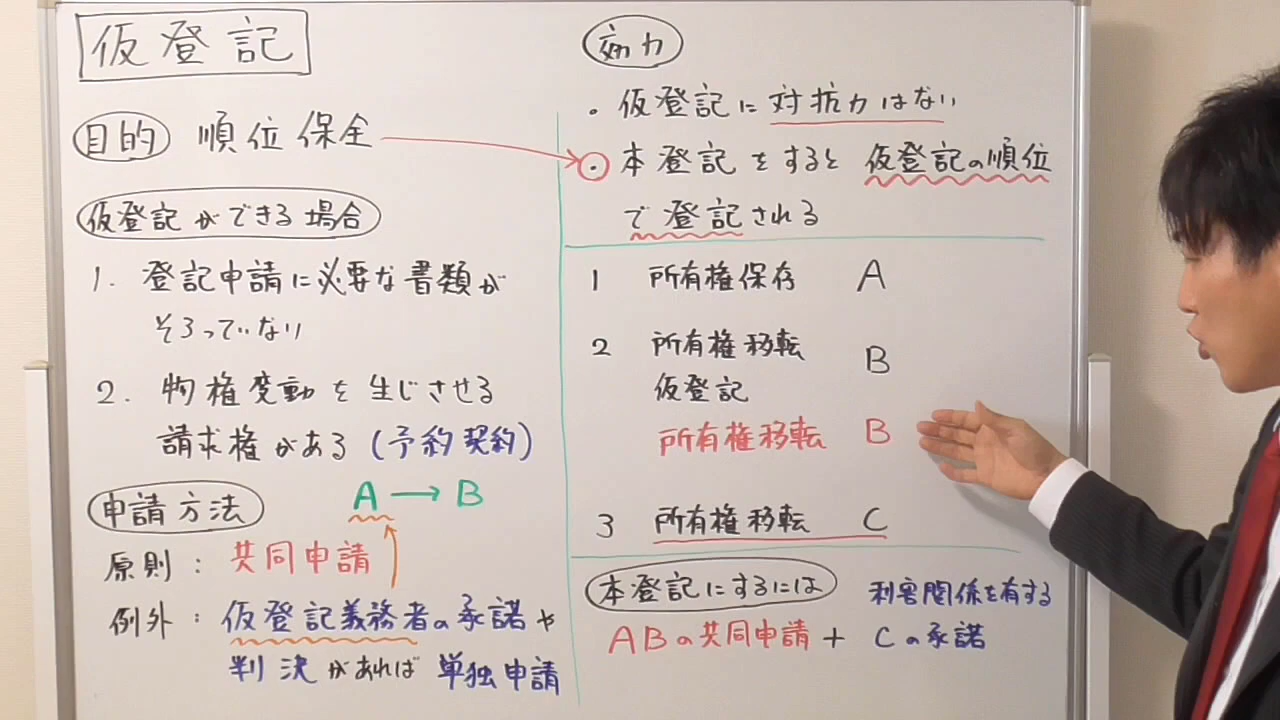 仮登記
目的 順位保全
仮登記ができる場合
1. 登記申請に必要な書類が
そろっていない
2. 物権変動を生じさせる
請求権がある(予約契約)
申請方法 A → B
原則:共同申請
例外:仮登記義務者の承諾や
判決があれば 単独申請
効力
・仮登記に対抗力はない
・本登記をすると仮登記の順位
で登記される
1 所有権保存 A
2 所有権移転 B
仮登記
所有権移転 B
3 所有権移転 C
本登記にするには 利害関係を有する
ABの共同申請 + Cの承諾